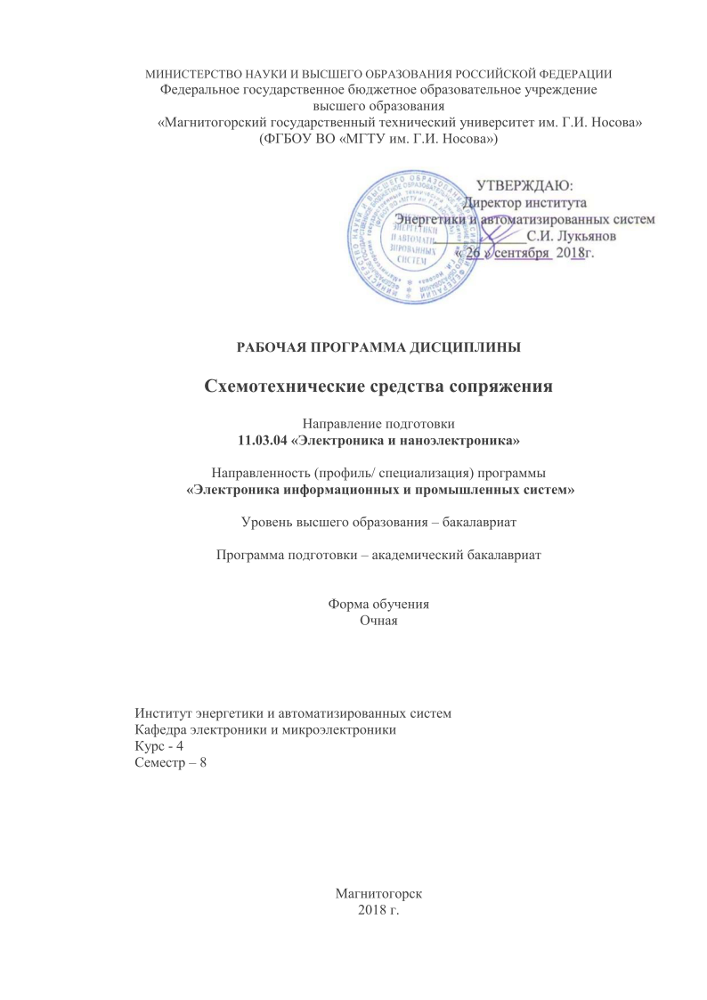 МИНИСТЕРСТВО НАУКИ И ВЫСШЕГО ОБРАЗОВАНИЯ РОССИЙСКОЙ ФЕДЕРАЦИИ
Федеральное государственное бюджетное образовательное учреждение
высшего образования
«Магнитогорский государственный технический университет им. Г.И. Носова»
(ФГБОУ ВО «МГТУ им. Г.И. Носова»)
УТВЕРЖДАЮ:
Директор института
Энергетики и автоматизированных систем
С.И. Лукьянов
« 26 » сентября 2018г.
ЭНЕРГЕТИКИ
И АВТОМАТИ
ЗИРОВАННЫХ
СИСТЕМ
РАБОЧАЯ ПРОГРАММА ДИСЦИПЛИНЫ
Схемотехнические средства сопряжения
Направление подготовки
11.03.04 «Электроника и наноэлектроника»
Направленность (профиль/ специализация) программы
«Электроника информационных и промышленных систем»
Уровень высшего образования – бакалавриат
Программа подготовки – академический бакалавриат
Форма обучения
Очная
Институт энергетики и автоматизированных систем
Кафедра электроники и микроэлектроники
Курс - 4
Семестр – 8
Магнитогорск
2018 г.